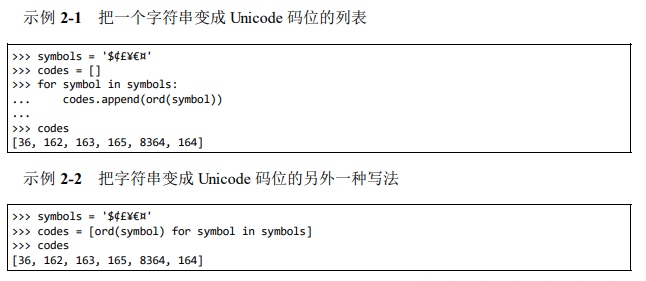 示例 2-1 把一个字符串变成 Unicode 码位的列表
>>> symbols = '$¢£¥€¤'
>>> codes = []
>>> for symbol in symbols:
...     codes.append(ord(symbol))
...
>>> codes
[36, 162, 163, 165, 8364, 164]
示例 2-2 把字符串变成 Unicode 码位的另外一种写法
>>> symbols = '$¢£¥€¤'
>>> codes = [ord(symbol) for symbol in symbols]
>>> codes
[36, 162, 163, 165, 8364, 164]